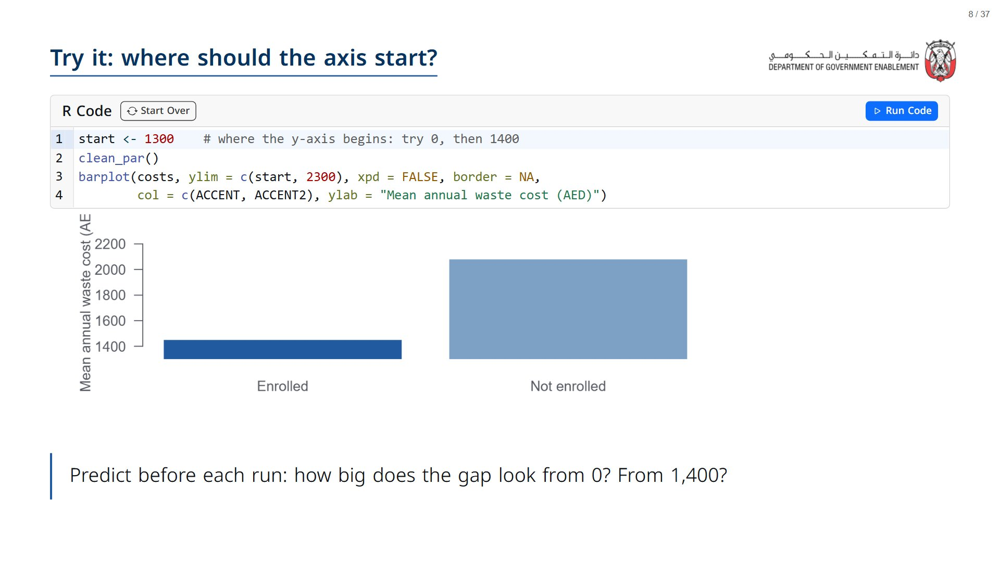 8 / 37
Try it: where should the axis start?
دائرة التمكين الحكومي
DEPARTMENT OF GOVERNMENT ENABLEMENT
R Code
Start Over
Run Code
1 start <- 1300    # where the y-axis begins: try 0, then 1400
2 clean_par()
3 barplot(costs, ylim = c(start, 2300), xpd = FALSE, border = NA,
4         col = c(ACCENT, ACCENT2), ylab = "Mean annual waste cost (AED)")
Mean annual waste cost (AE
2200
2000
1800
1600
1400
Enrolled
Not enrolled
Predict before each run: how big does the gap look from 0? From 1,400?